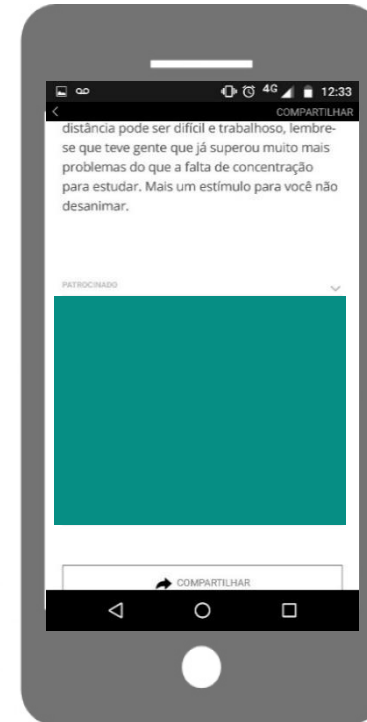 4G 12:33
COMPARTILHAR
distância pode ser difícil e trabalhoso, lembre-
se que teve gente que já superou muito mais
problemas do que a falta de concentração
para estudar. Mais um estímulo para você não
desanimar.
PATROCINADO
COMPARTILHAR